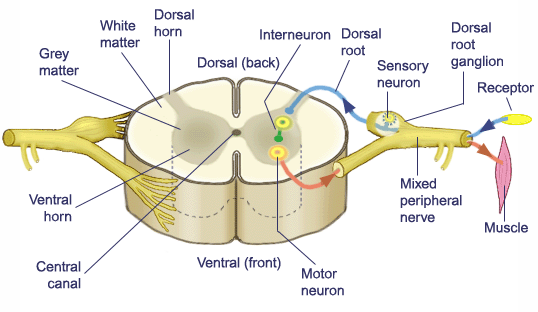 Dorsal
horn
White
matter
Grey
matter
Dorsal (back)
Interneuron
Dorsal
root
Sensory
neuron
Dorsal
root
ganglion
Receptor
Ventral
horn
Central
canal
Ventral (front)
Motor
neuron
Mixed
peripheral
nerve
Muscle